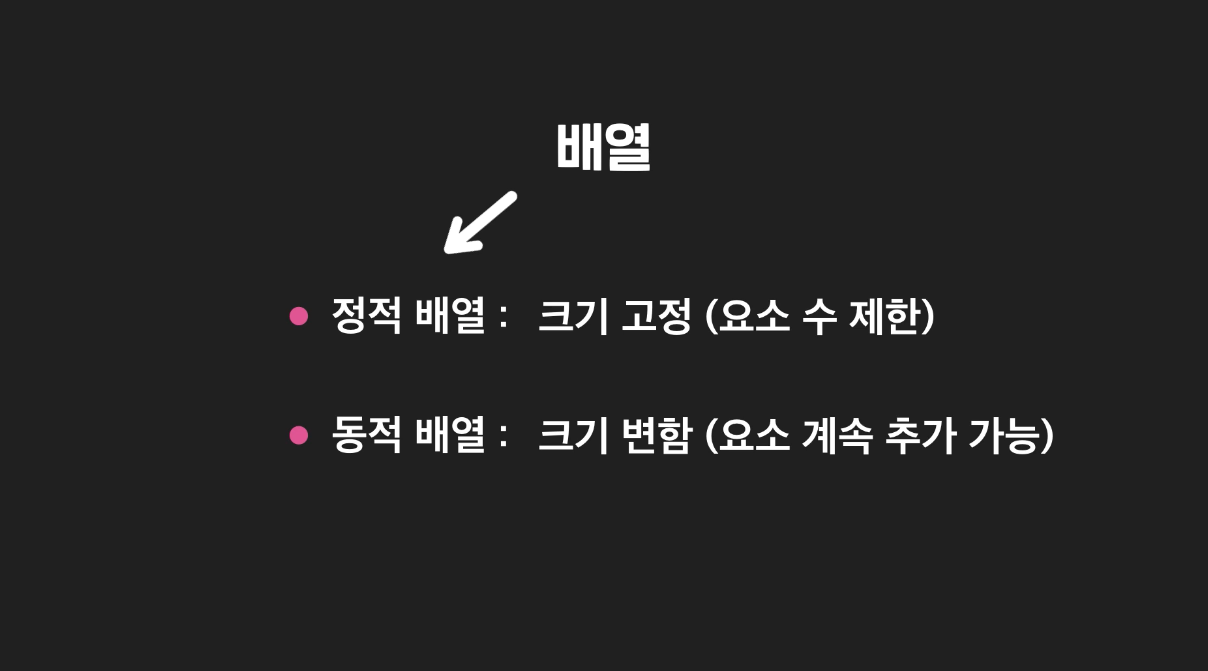 배열
정적 배열 : 크기 고정 (요소 수 제한)
동적 배열 : 크기 변함 (요소 계속 추가 가능)